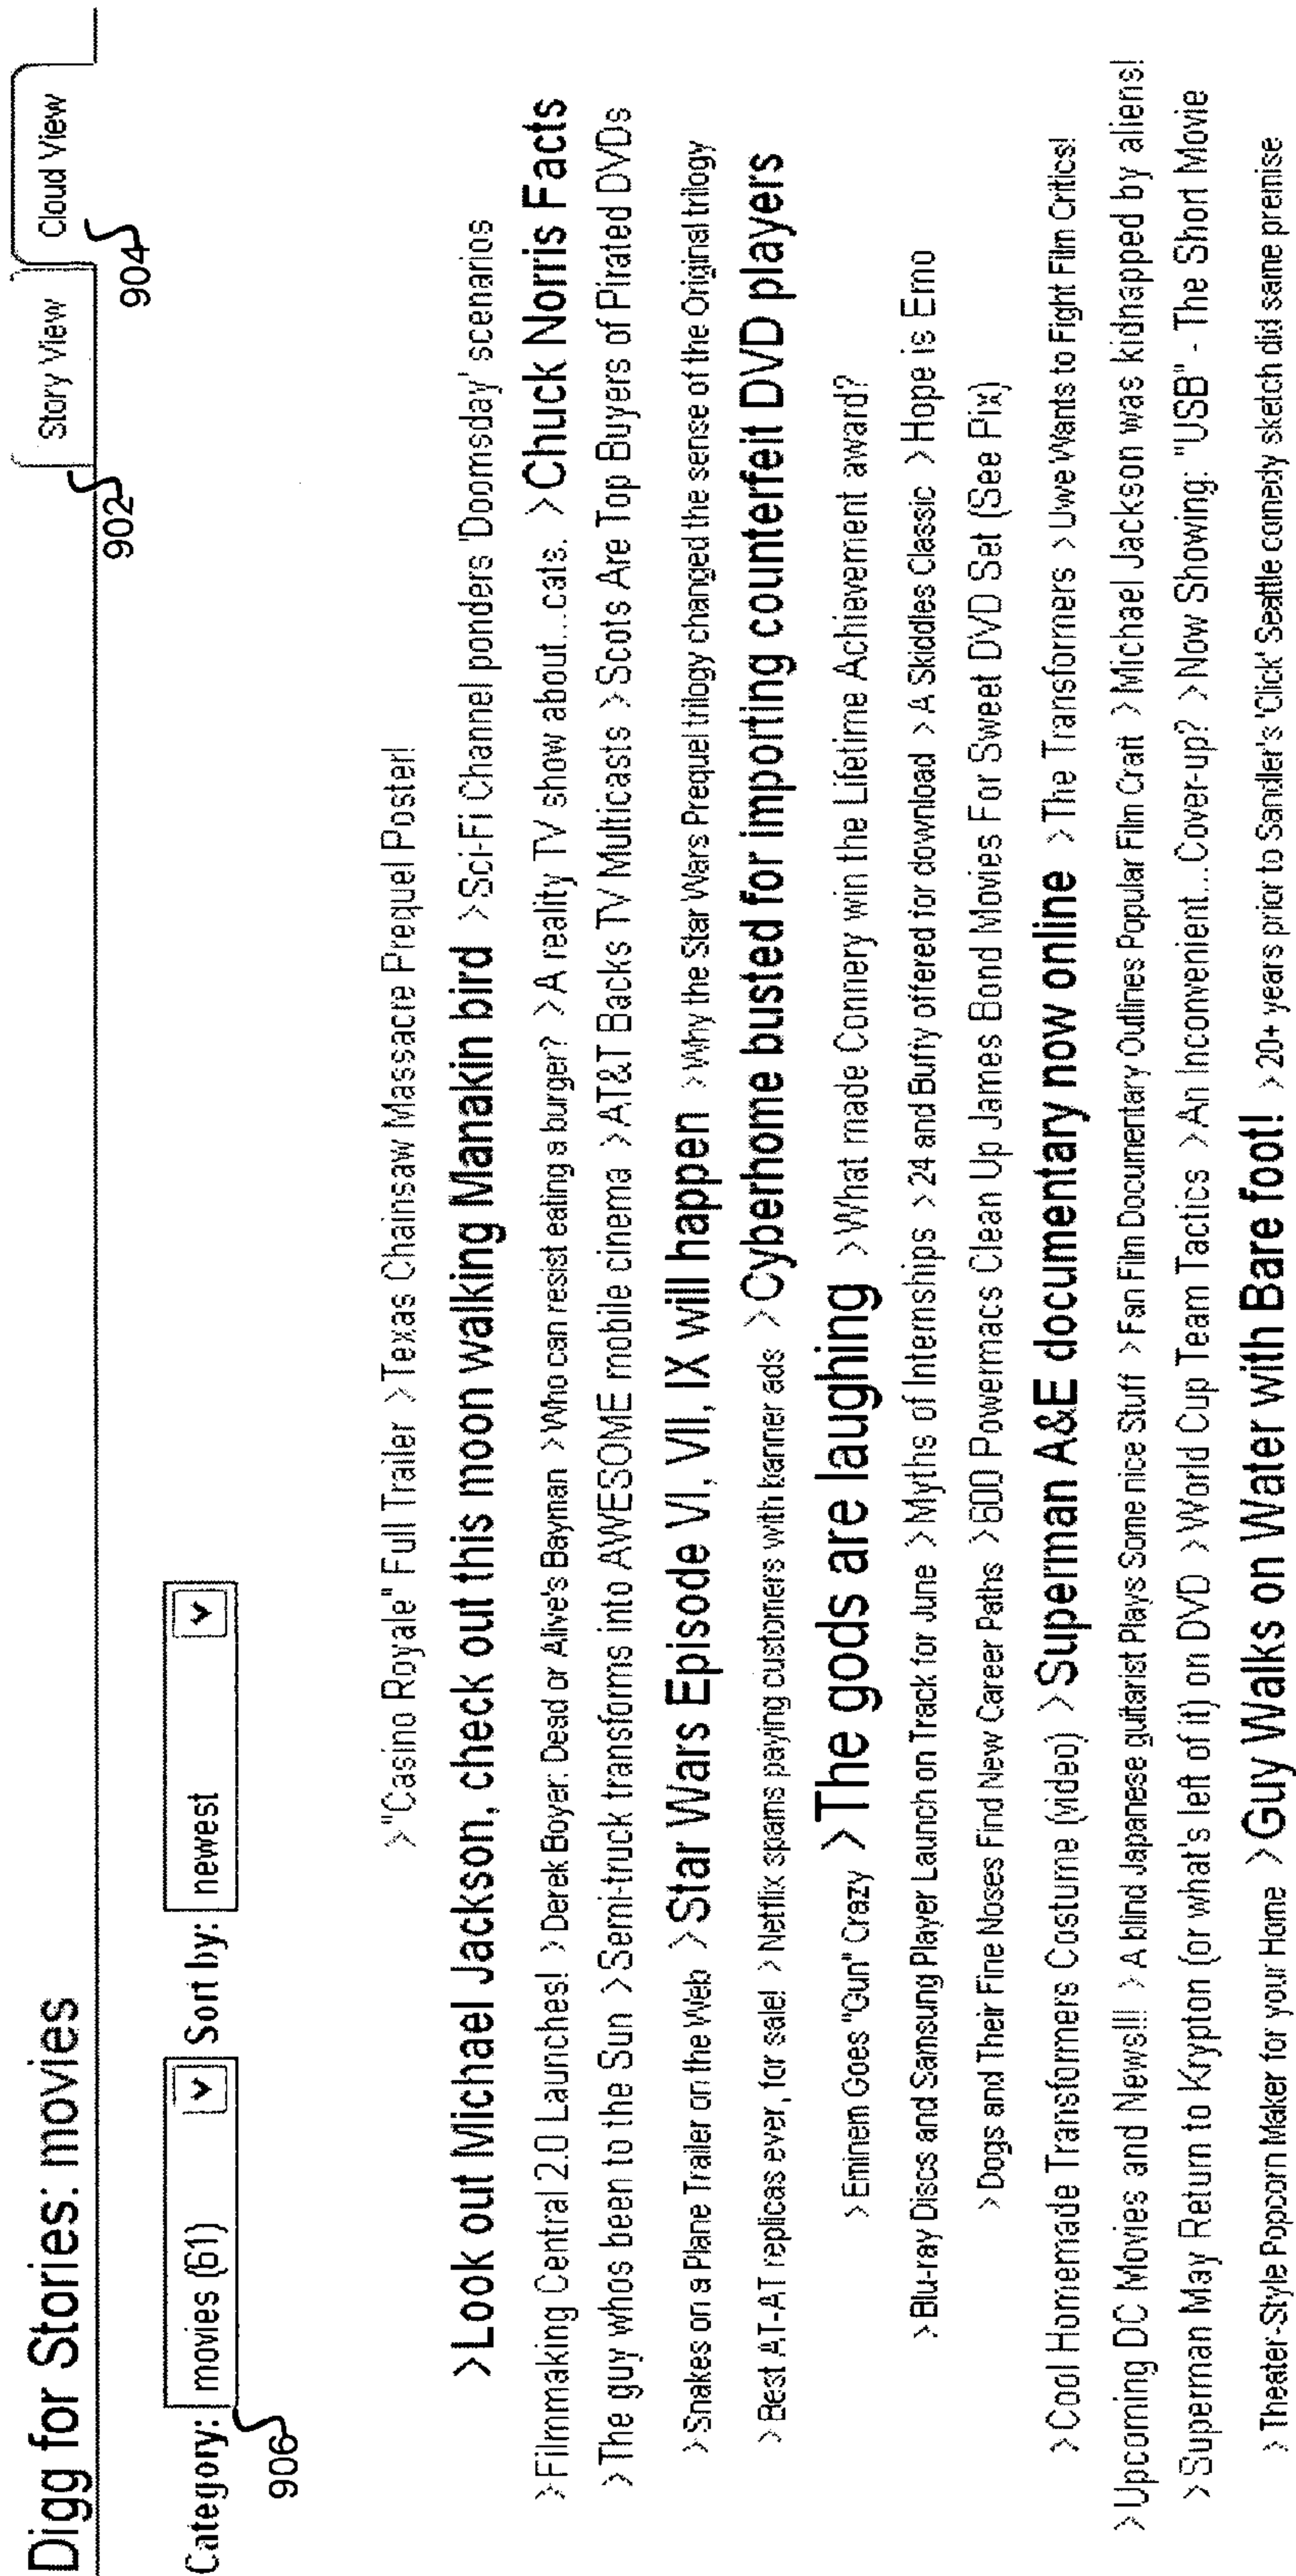 Digg for Stories: movies
Story View
Cloud View
902
904
Category: movies (61) Sort by: newest
906
>"Casino Royale" Full Trailer >Texas Chainsaw Massacre Prequel Poster!
>Look out Michael Jackson, check out this moon walking Manakin bird >Sci-Fi Channel ponders 'Doomsday' scenarios
>Filmmaking Central 2.0 Launches! >Derek Boyer: Dead or Alive's Bayman >Who can resist eating a burger? >A reality TV show about...cats. >Chuck Norris Facts
>The guy whos been to the Sun >Semi-truck transforms into AWESOME mobile cinema >AT&T Backs TV Multicasts >Scots Are Top Buyers of Pirated DVDs
>Snakes on a Plane Trailer on the Web >Star Wars Episode VI, VII, IX will happen >Why the Star Wars Prequel trilogy changed the sense of the Original trilogy
>Best AT-AT replicas ever, for sale! >Netflix spams paying customers with banner ads >Cyberhome busted for importing counterfeit DVD players
>Eminem Goes "Gun" Crazy >The gods are laughing >What made Connery win the Lifetime Achievement award?
>Blu-ray Discs and Samsung Player Launch on Track for June >Myths of Internships >24 and Buffy offered for download >A Skiddles Classic >Hope is Emo
>Dogs and Their Fine Noses Find New Career Paths >600 Powermacs Clean Up James Bond Movies For Sweet DVD Set (See Pix)
>Cool Homemade Transformers Costume (video) >Superman A&E documentary now online >The Transformers >Uwe Wants to Fight Film Critics!
>Upcoming DC Movies and News!!! >A blind Japanese guitarist Plays Some nice Stuff >Fan Film Documentary Outlines Popular Film Craft >Michael Jackson was kidnapped by aliens!
>Superman May Return to Krypton (or what's left of it) on DVD >World Cup Team Tactics >An Inconvenient...Cover-up? >Now Showing: "USB" - The Short Movie
>Theater-Style Popcorn Maker for your Home >Guy Walks on Water with Bare foot! >20+ years prior to Sandler's 'Click' Seattle comedy sketch did same premise